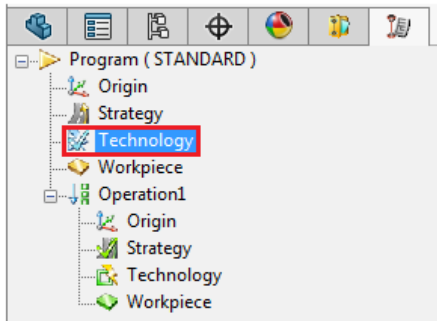 Program ( STANDARD )
Origin
Strategy
Technology
Workpiece
Operation1
Origin
Strategy
Technology
Workpiece